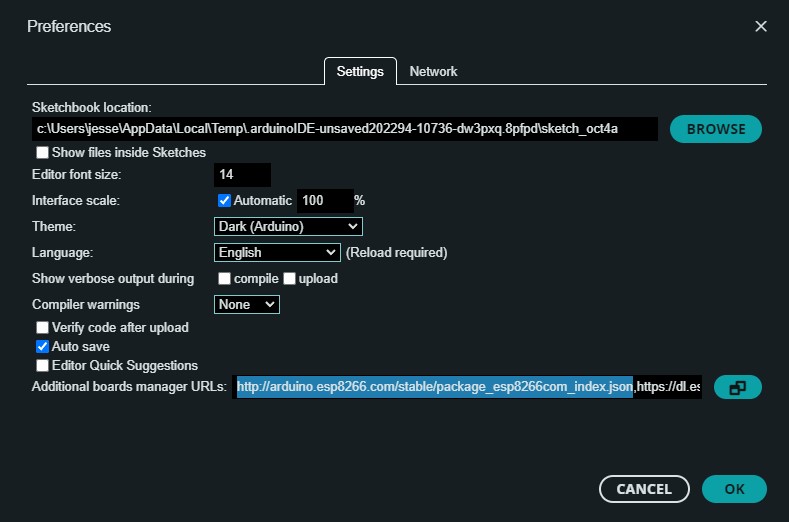 Preferences
Settings Network
Sketchbook location:
c:\Users\jesse\AppData\Local\Temp\.arduinoIDE-unsaved202294-10736-dw3pxq.8pfpd\sketch_oct4a BROWSE
Show files inside Sketches
Editor font size: 14
Interface scale: Automatic 100 %
Theme: Dark (Arduino)
Language: English (Reload required)
Show verbose output during compile upload
Compiler warnings None
Verify code after upload
Auto save
Editor Quick Suggestions
Additional boards manager URLs: http://arduino.esp8266.com/stable/package_esp8266com_index.json,https://dl.es
CANCEL OK